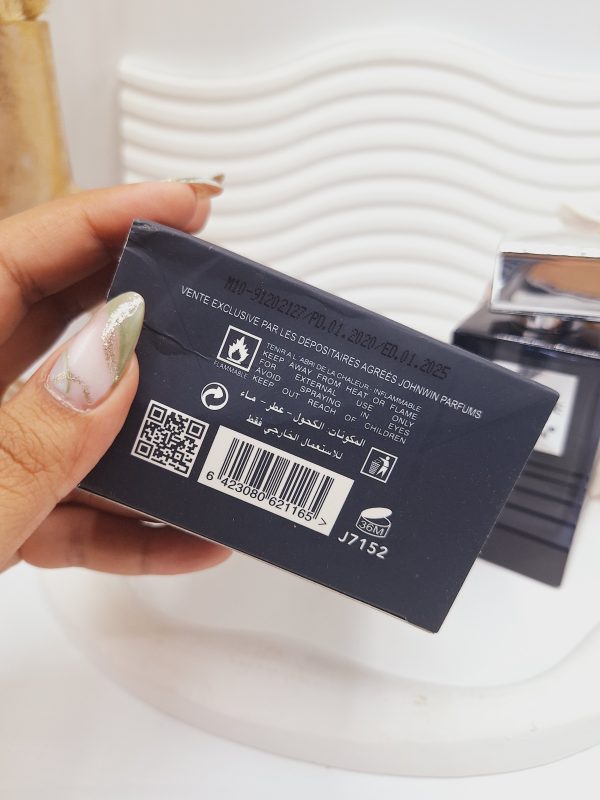 M10-91202127/PD.01.2020/ED.01.2025
VENTE EXCLUSIVE PAR LES DEPOSITAIRES AGRÉES JOHNWIN PARFUMS
TENIR A L'ABRI DE LA CHALEUR: INFLAMMABLE
KEEP AWAY FROM HEAT OR FLAME
FOR EXTERNAL USE ONLY
AVOID SPRAYING IN EYES
KEEP OUT REACH OF CHILDREN
FLAMMABLE
المكونات الكحول - عطر - ماء
للاستعمال الخارجي فقط
6 423080 621165 >
36M
J7152